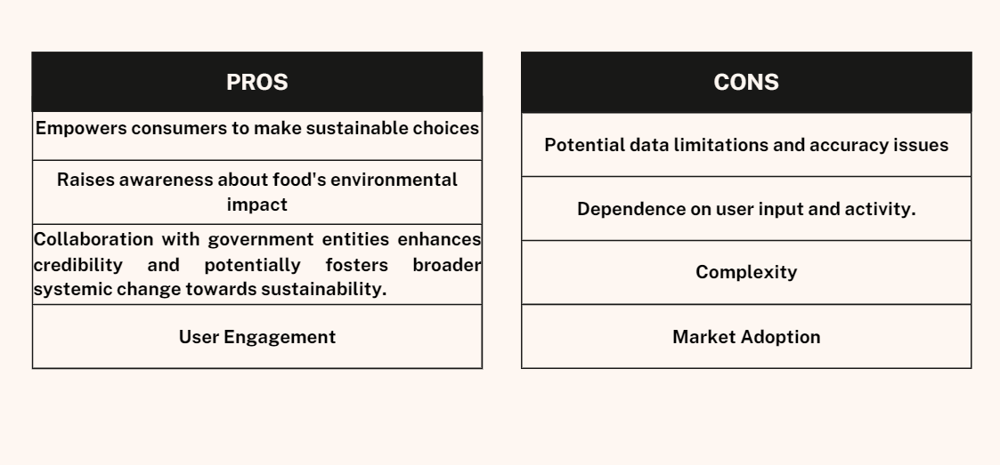 PROS
Empowers consumers to make sustainable choices
Raises awareness about food's environmental
impact
Collaboration with government entities enhances
credibility and potentially fosters broader
systemic change towards sustainability.
User Engagement
CONS
Potential data limitations and accuracy issues
Dependence on user input and activity.
Complexity
Market Adoption